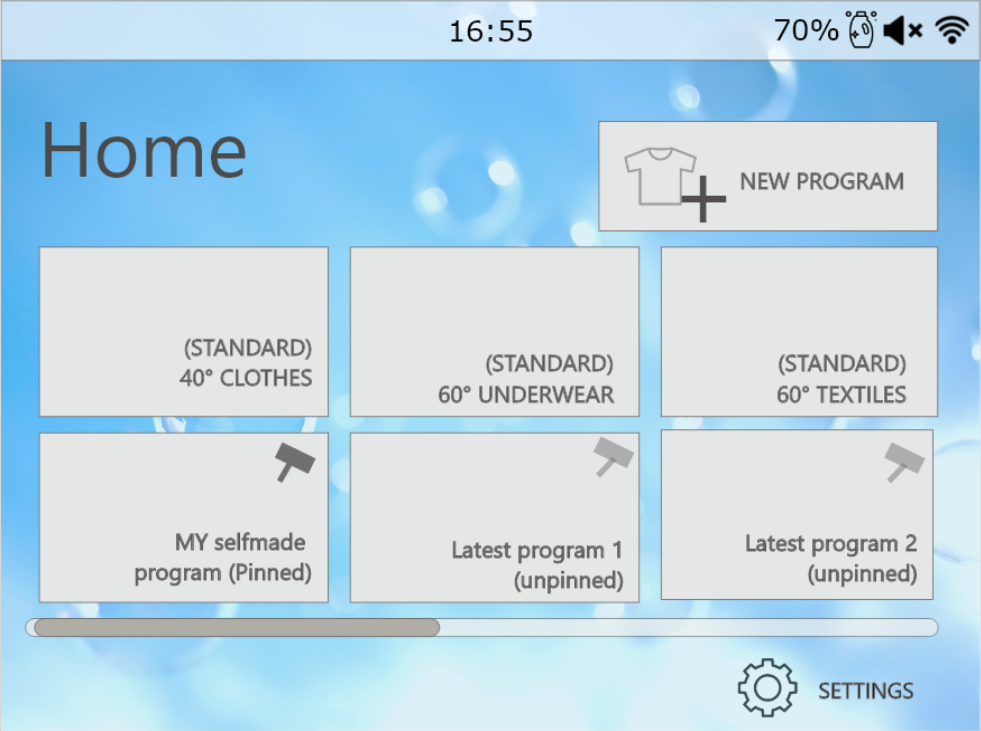 16:55
70%
Home
NEW PROGRAM
(STANDARD)
40° CLOTHES
(STANDARD)
60° UNDERWEAR
(STANDARD)
60° TEXTILES
MY selfmade
program (Pinned)
Latest program 1
(unpinned)
Latest program 2
(unpinned)
SETTINGS